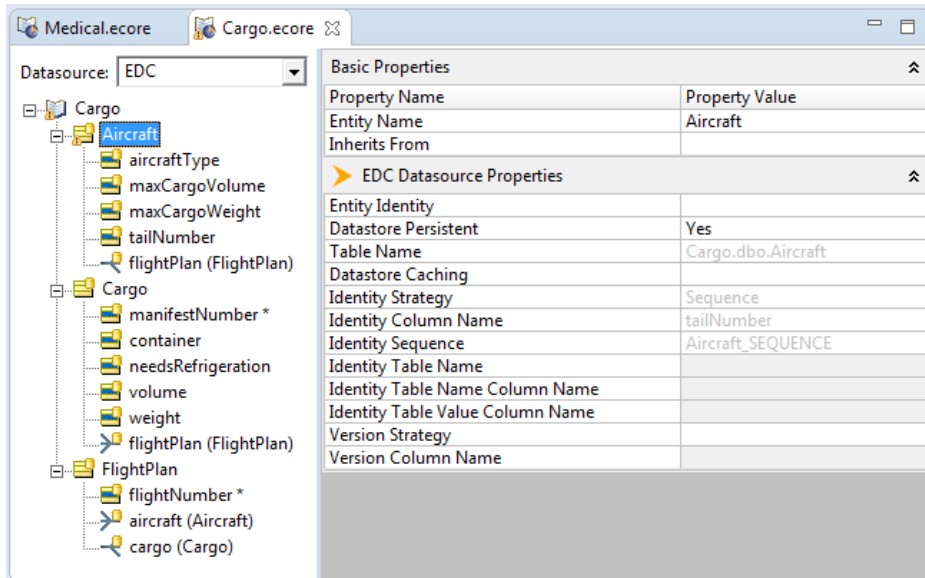 Medical.ecore
Cargo.ecore
Datasource: EDC
Cargo
Aircraft
aircraftType
maxCargoVolume
maxCargoWeight
tailNumber
flightPlan (FlightPlan)
Cargo
manifestNumber *
container
needsRefrigeration
volume
weight
flightPlan (FlightPlan)
FlightPlan
flightNumber *
aircraft (Aircraft)
cargo (Cargo)
Basic Properties
Property Name Property Value
Entity Name Aircraft
Inherits From
EDC Datasource Properties
Entity Identity
Datastore Persistent Yes
Table Name Cargo.dbo.Aircraft
Datastore Caching
Identity Strategy Sequence
Identity Column Name tailNumber
Identity Sequence Aircraft_SEQUENCE
Identity Table Name
Identity Table Name Column Name
Identity Table Value Column Name
Version Strategy
Version Column Name